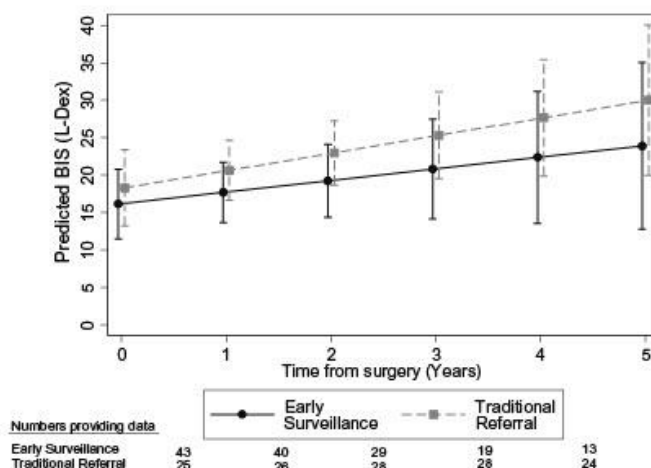 40
35
30
25
20
15
10
5
0
Predicted BIS (L-Dex)
0 1 2 3 4 5
Time from surgery (Years)
Early Surveillance
Traditional Referral
Numbers providing data
Early Surveillance 43 40 29 19 13
Traditional Referral 25 26 28 28 24